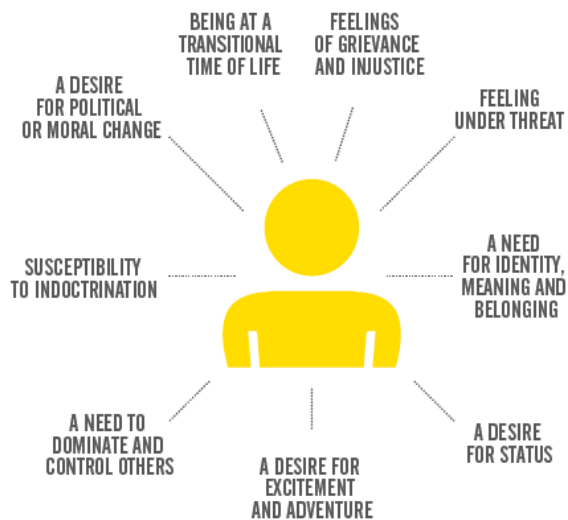 BEING AT A
TRANSITIONAL
TIME OF LIFE
FEELINGS
OF GRIEVANCE
AND INJUSTICE
A DESIRE
FOR POLITICAL
OR MORAL CHANGE
FEELING
UNDER THREAT
SUSCEPTIBILITY
TO INDOCTRINATION
A NEED
FOR IDENTITY,
MEANING AND
BELONGING
A NEED TO
DOMINATE AND
CONTROL OTHERS
A DESIRE FOR
EXCITEMENT
AND ADVENTURE
A DESIRE
FOR STATUS